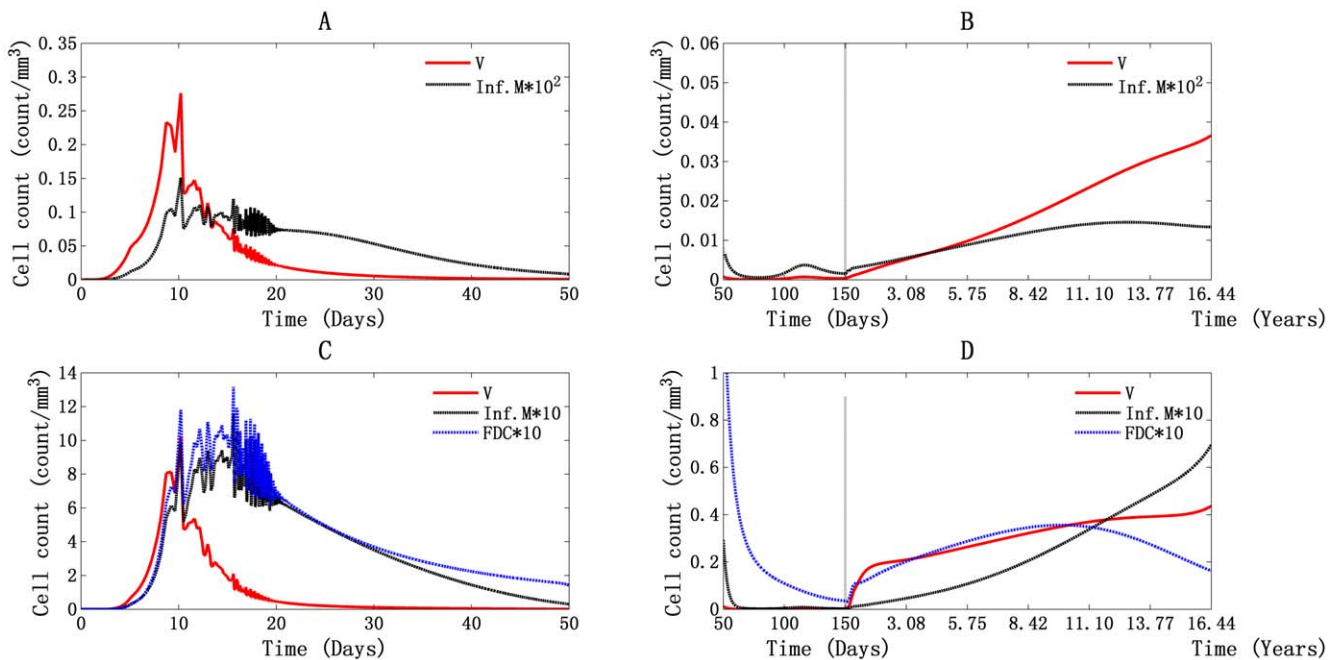 A
Cell count (count/mm³)
0.35
0.3
0.25
0.2
0.15
0.1
0.05
0
V
Inf.M*10²
0 10 20 30 40 50
Time (Days)
B
Cell count (count/mm³)
0.06
0.05
0.04
0.03
0.02
0.01
0
V
Inf.M*10²
50 100 150 3.08 5.75 8.42 11.10 13.77 16.44
Time (Days) Time (Years)
C
Cell count (count/mm³)
14
12
10
8
6
4
2
0
V
Inf.M*10
FDC*10
0 10 20 30 40 50
Time (Days)
D
Cell count (count/mm³)
1
0.8
0.6
0.4
0.2
0
V
Inf.M*10
FDC*10
50 100 150 3.08 5.75 8.42 11.10 13.77 16.44
Time (Days) Time (Years)